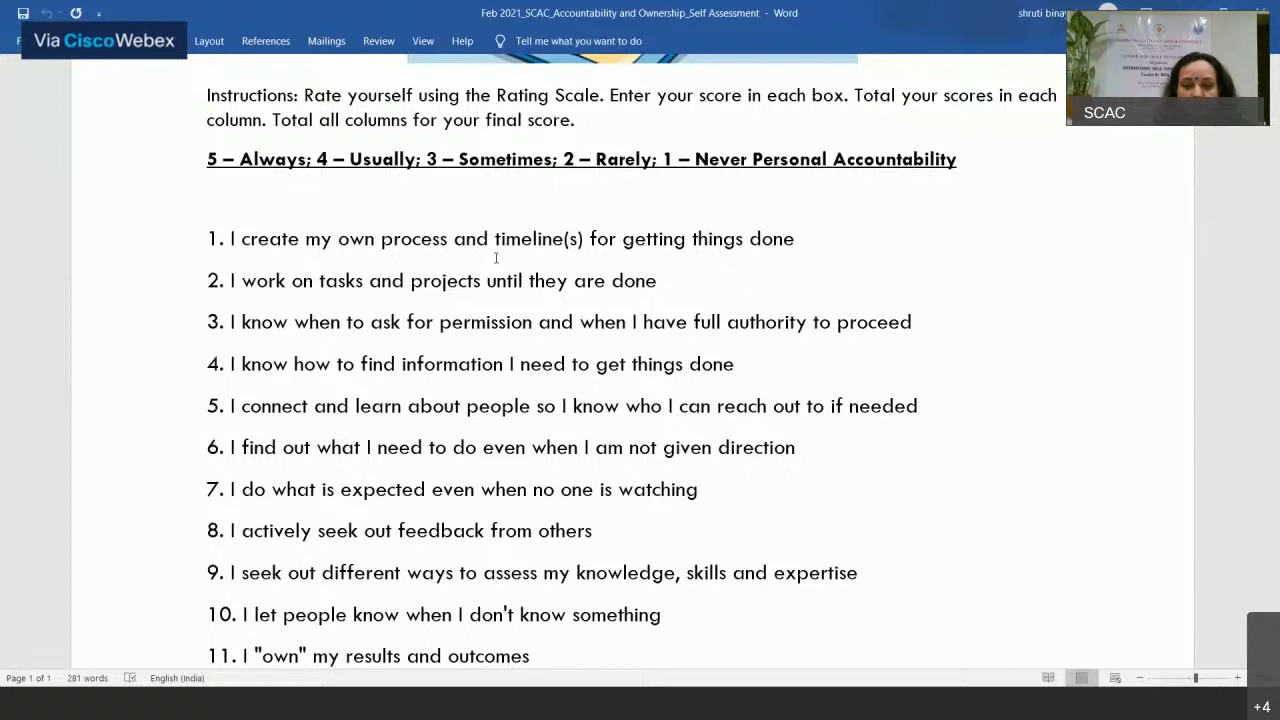 Feb 2021_SCAC_Accountability and Ownership_Self Assessment - Word
shruti binay
Via CiscoWebex
Layout References Mailings Review View Help Tell me what you want to do
SCAC
Instructions: Rate yourself using the Rating Scale. Enter your score in each box. Total your scores in each
column. Total all columns for your final score.
5 – Always; 4 – Usually; 3 – Sometimes; 2 – Rarely; 1 – Never Personal Accountability
1. I create my own process and timeline(s) for getting things done
2. I work on tasks and projects until they are done
3. I know when to ask for permission and when I have full authority to proceed
4. I know how to find information I need to get things done
5. I connect and learn about people so I know who I can reach out to if needed
6. I find out what I need to do even when I am not given direction
7. I do what is expected even when no one is watching
8. I actively seek out feedback from others
9. I seek out different ways to assess my knowledge, skills and expertise
10. I let people know when I don't know something
11. I "own" my results and outcomes
Page 1 of 1 281 words English (India)
+4